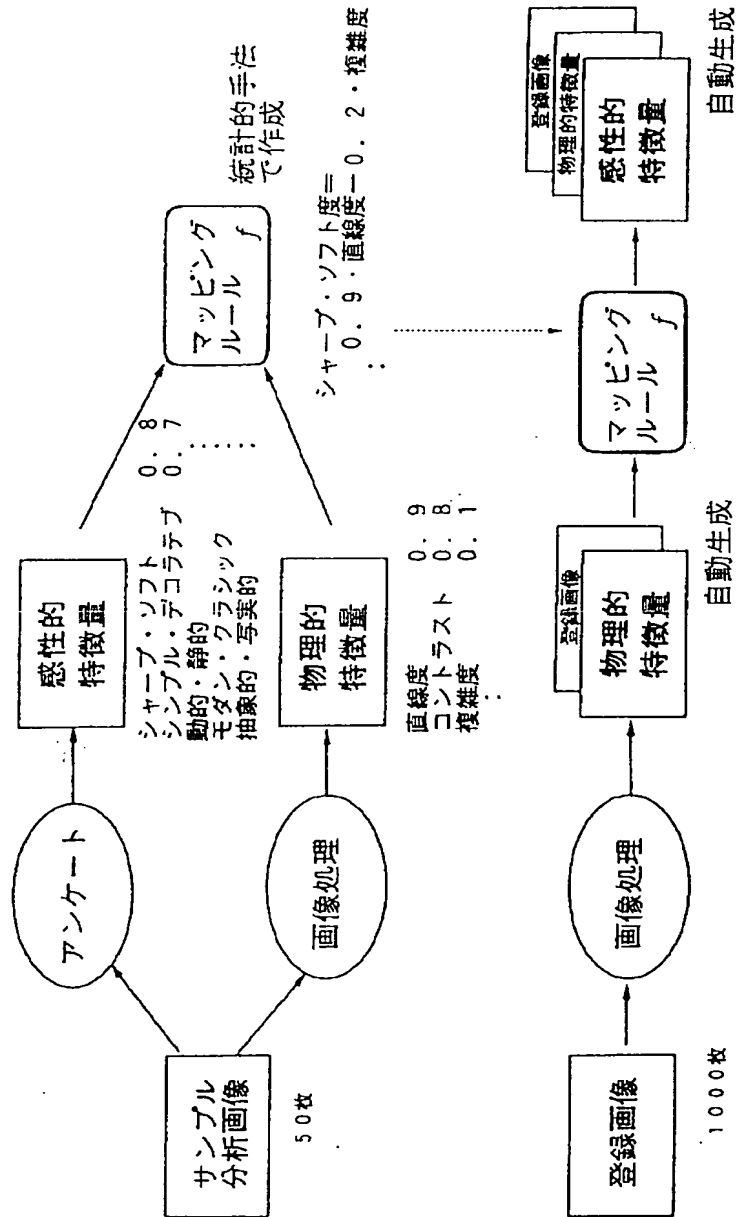 サンプル
分析画像
50枚
アンケート
画像処理
感性的
特徴量
シャープ・ソフト 0.8
シンプル・デコラテブ 0.7
動的・静的 :
モダン・クラシック :
抽象的・写実的
物理的
特徴量
直線度 0.9
コントラスト 0.8
複雑度 0.1
:
マッピング
ルール f
統計的手法
で作成
シャープ・ソフト度=
0.9・直線度-0.2・複雑度
:
登録画像
1000枚
画像処理
登録画像
物理的
特徴量
自動生成
マッピング
ルール f
登録画像
物理的特徴量
感性的
特徴量
自動生成